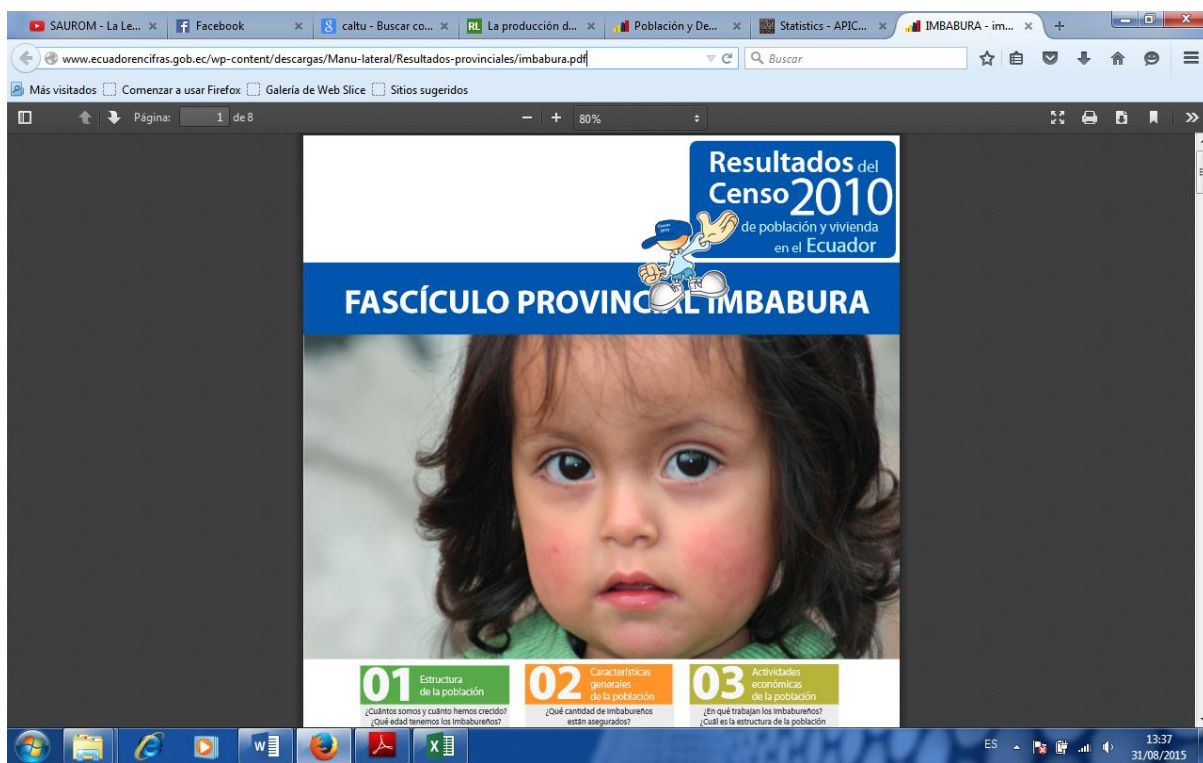 SAUROM - La Le...
Facebook
caltu - Buscar co...
La producción d...
Población y De...
Statistics - APIC...
IMBABURA - im...
www.ecuadorencifras.gob.ec/wp-content/descargas/Manu-lateral/Resultados-provinciales/imbabura.pdf
Buscar
Más visitados
Comenzar a usar Firefox
Galería de Web Slice
Sitios sugeridos
Página: 1 de 8
80%
Resultados del
Censo 2010
de población y vivienda
en el Ecuador
FASCÍCULO PROVINCIAL IMBABURA
01 Estructura
de la población
¿Cuántos somos y cuánto hemos crecido?
¿Qué edad tenemos los Imbabureños?
02 Características
generales
de la población
¿Qué cantidad de Imbabureños
están asegurados?
03 Actividades
económicas
de la población
¿En qué trabajan los Imbabureños?
¿Cuál es la estructura de la población
ES
13:37
31/08/2015